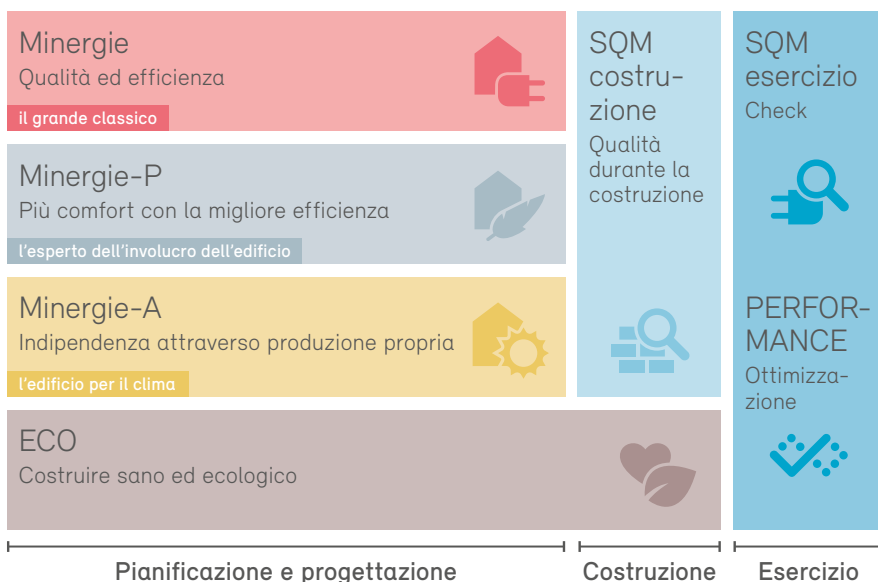 Minergie
Qualità ed efficienza
il grande classico
Minergie-P
Più comfort con la migliore efficienza
l'esperto dell'involucro dell'edificio
Minergie-A
Indipendenza attraverso produzione propria
l'edificio per il clima
ECO
Costruire sano ed ecologico
SQM
costru-
zione
Qualità
durante la
costruzione
SQM
esercizio
Check
PERFOR-
MANCE
Ottimizza-
zione
Pianificazione e progettazione
Costruzione
Esercizio